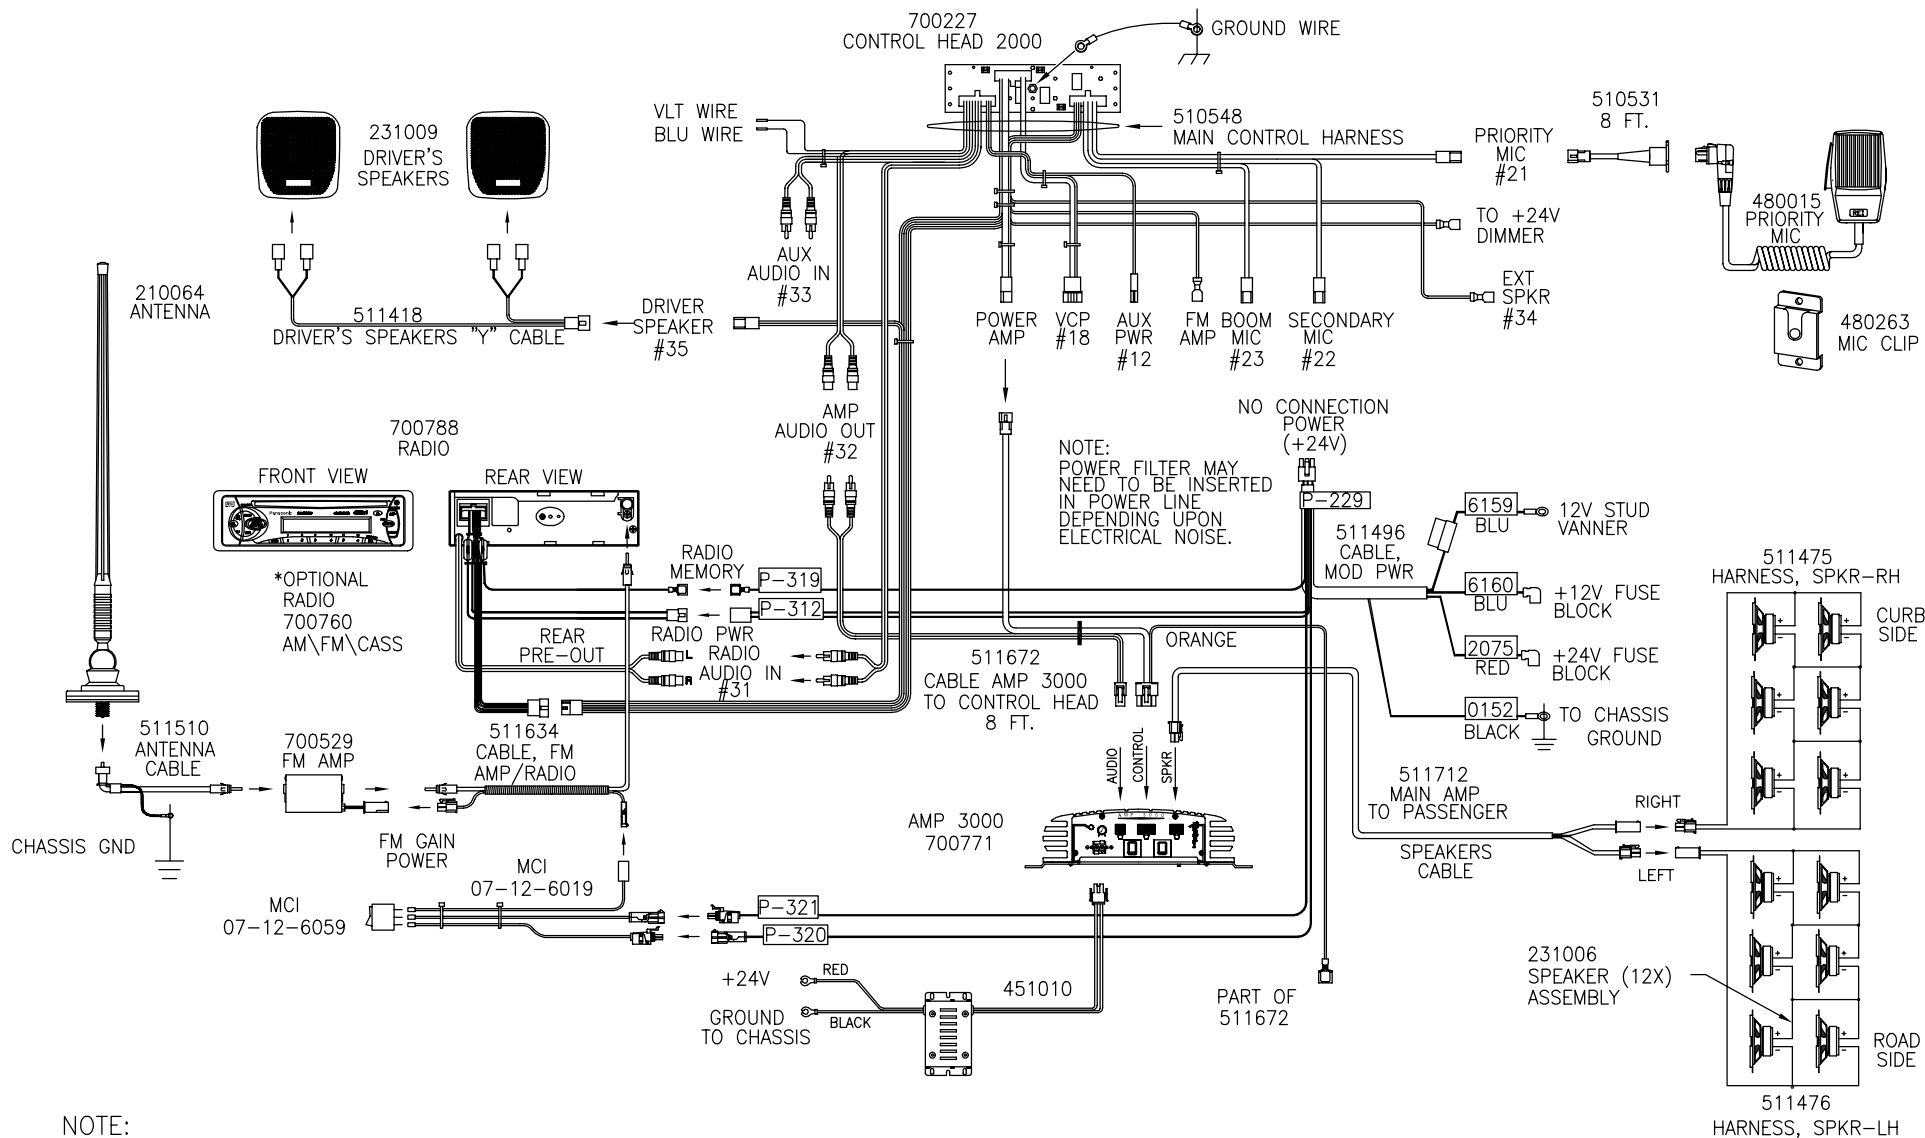 700227
CONTROL HEAD 2000
GROUND WIRE
VLT WIRE
BLU WIRE
510548
MAIN CONTROL HARNESS
PRIORITY
MIC
#21
510531
8 FT.
480015
PRIORITY
MIC
REI
231009
DRIVER'S
SPEAKERS
210064
ANTENNA
511418
DRIVER'S SPEAKERS "Y" CABLE
DRIVER
SPEAKER
#35
AUX
AUDIO IN
#33
TO +24V
DIMMER
EXT
SPKR
#34
480263
MIC CLIP
POWER
AMP
VCP
#18
AUX
PWR
#12
FM
AMP
BOOM
MIC
#23
SECONDARY
MIC
#22
AMP
AUDIO OUT
#32
NO CONNECTION
POWER
(+24V)
P-229
NOTE:
POWER FILTER MAY
NEED TO BE INSERTED
IN POWER LINE
DEPENDING UPON
ELECTRICAL NOISE.
700788
RADIO
FRONT VIEW
REAR VIEW
Panasonic
*OPTIONAL
RADIO
700760
AM\FM\CASS
RADIO
MEMORY
P-319
P-312
RADIO PWR
REAR
PRE-OUT
L
R
RADIO
AUDIO IN
#31
511672
CABLE AMP 3000
TO CONTROL HEAD
8 FT.
ORANGE
511496
CABLE,
MOD PWR
6159
BLU
12V STUD
VANNER
6160
BLU
+12V FUSE
BLOCK
2075
RED
+24V FUSE
BLOCK
0152
BLACK
TO CHASSIS
GROUND
511475
HARNESS, SPKR-RH
CURB
SIDE
+
-
+
-
+
-
+
-
+
-
+
-
511510
ANTENNA
CABLE
CHASSIS GND
700529
FM AMP
511634
CABLE, FM
AMP/RADIO
FM GAIN
POWER
AUDIO
CONTROL
SPKR
AMP 3000
700771
511712
MAIN AMP
TO PASSENGER
SPEAKERS
CABLE
RIGHT
LEFT
MCI
07-12-6019
MCI
07-12-6059
P-321
P-320
+24V
RED
GROUND
TO CHASSIS
BLACK
451010
PART OF
511672
231006
SPEAKER (12X)
ASSEMBLY
+
-
+
-
+
-
+
-
+
-
+
-
ROAD
SIDE
511476
HARNESS, SPKR-LH
NOTE: